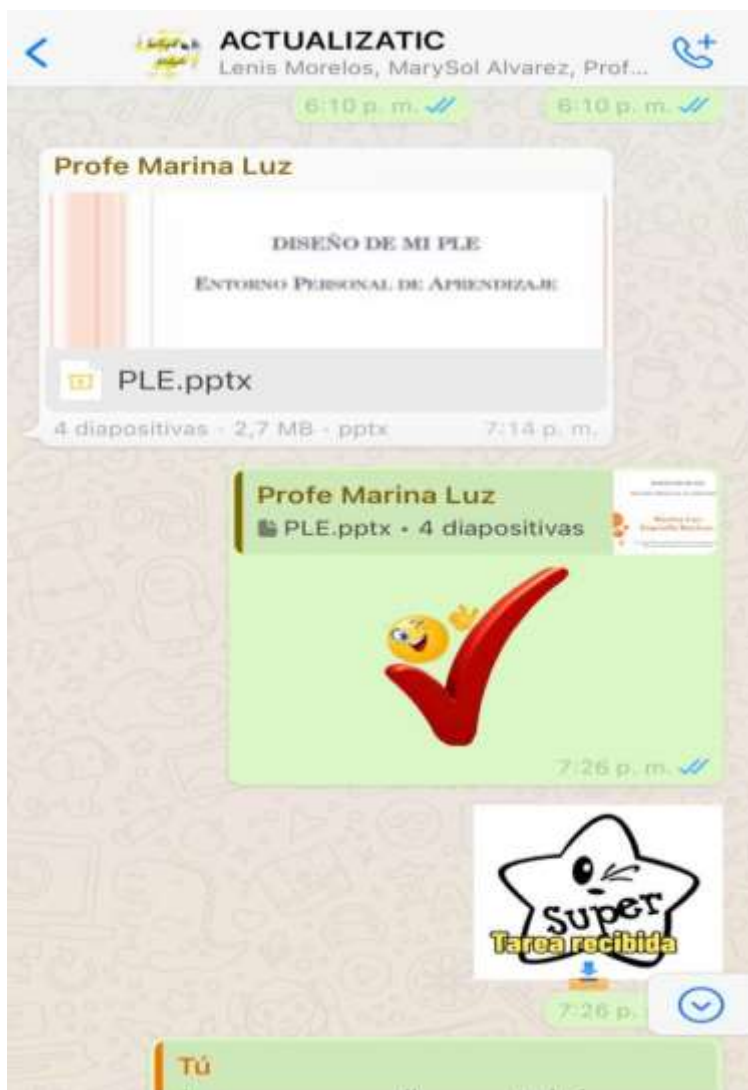 ACTUALIZATIC
Lenis Morelos, MarySol Alvarez, Prof...
6:10 p. m.
6:10 p. m.
Profe Marina Luz
DISEÑO DE MI PLE
ENTORNO PERSONAL DE APRENDIZAJE
PLE.pptx
4 diapositivas · 2,7 MB · pptx
7:14 p. m.
Profe Marina Luz
PLE.pptx • 4 diapositivas
7:26 p. m.
Super
Tarea recibida
7:26 p.
Tú